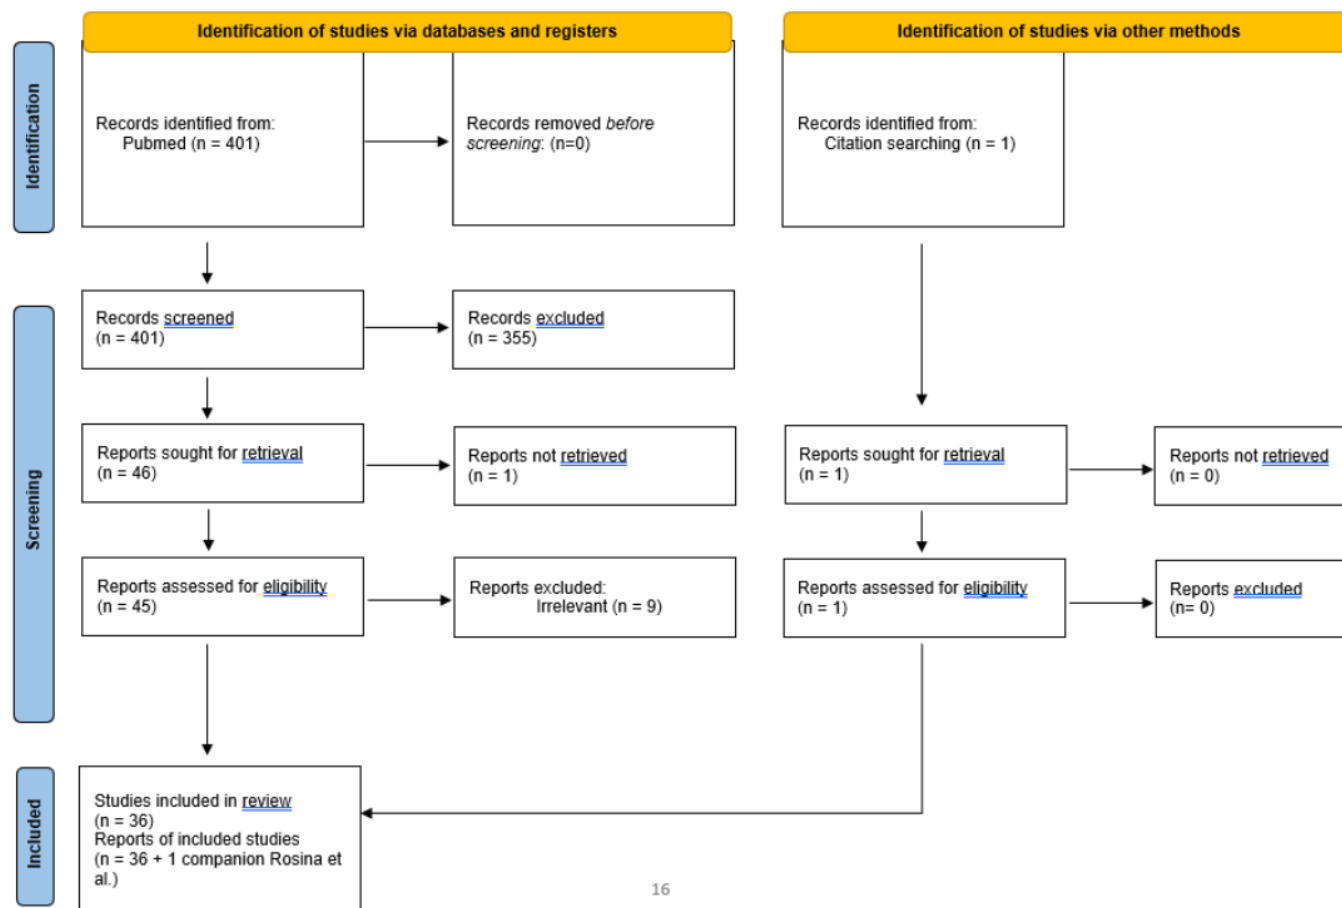 Identification of studies via databases and registers
Identification of studies via other methods
Identification
Records identified from:
Pubmed (n = 401)
Records removed before
screening: (n=0)
Records identified from:
Citation searching (n = 1)
Screening
Records screened
(n = 401)
Records excluded
(n = 355)
Reports sought for retrieval
(n = 46)
Reports not retrieved
(n = 1)
Reports sought for retrieval
(n = 1)
Reports not retrieved
(n = 0)
Reports assessed for eligibility
(n = 45)
Reports excluded:
Irrelevant (n = 9)
Reports assessed for eligibility
(n = 1)
Reports excluded
(n= 0)
Included
Studies included in review
(n = 36)
Reports of included studies
(n = 36 + 1 companion Rosina et
al.)
16